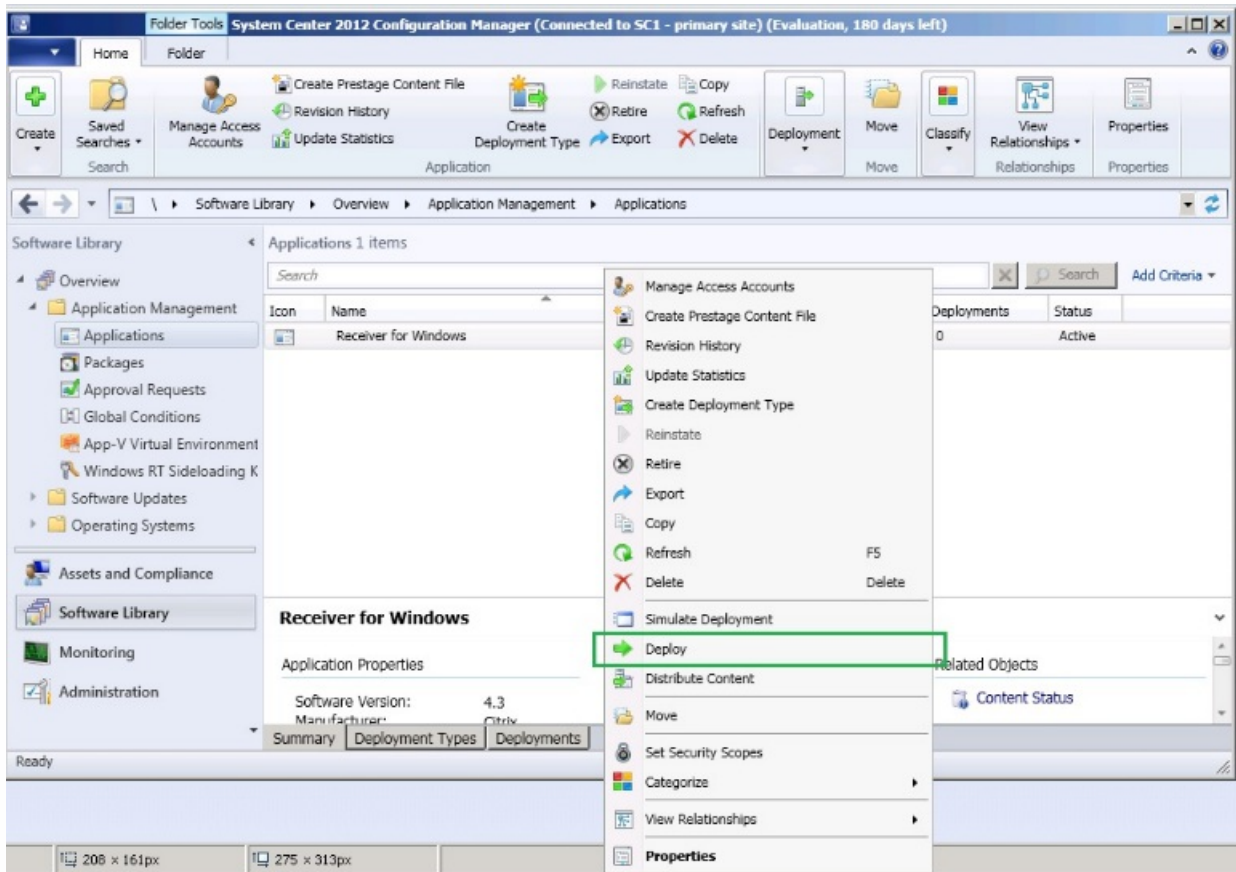 Folder Tools System Center 2012 Configuration Manager (Connected to SC1 - primary site) (Evaluation, 180 days left)
Home Folder
Create
Saved Searches
Search
Manage Access Accounts
Create Prestage Content File
Revision History
Update Statistics
Create Deployment Type
Reinstate
Retire
Export
Copy
Refresh
Delete
Application
Deployment
Move
Move
Classify
View Relationships
Relationships
Properties
Properties
\ Software Library Overview Application Management Applications
Software Library
Overview
Application Management
Applications
Packages
Approval Requests
Global Conditions
App-V Virtual Environment
Windows RT Sideloading K
Software Updates
Operating Systems
Assets and Compliance
Software Library
Monitoring
Administration
Applications 1 items
Search
Search Add Criteria
Icon Name Deployments Status
Receiver for Windows 0 Active
Manage Access Accounts
Create Prestage Content File
Revision History
Update Statistics
Create Deployment Type
Reinstate
Retire
Export
Copy
Refresh F5
Delete Delete
Simulate Deployment
Deploy
Distribute Content
Move
Set Security Scopes
Categorize
View Relationships
Properties
Receiver for Windows
Application Properties
Software Version: 4.3
Manufacturer: Citrix
Related Objects
Content Status
Summary Deployment Types Deployments
Ready
208 × 161px 275 × 313px